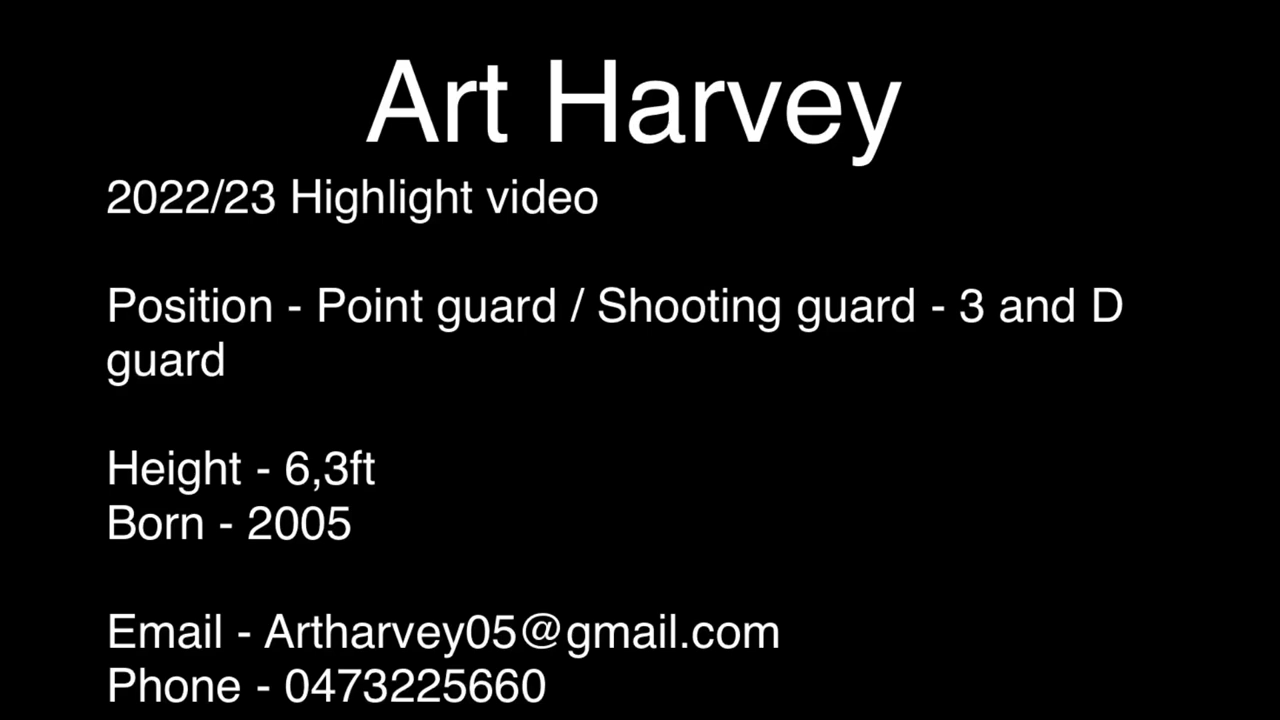 Art Harvey
2022/23 Highlight video
Position - Point guard / Shooting guard - 3 and D
guard
Height - 6,3ft
Born - 2005
Email - Artharvey05@gmail.com
Phone - 0473225660